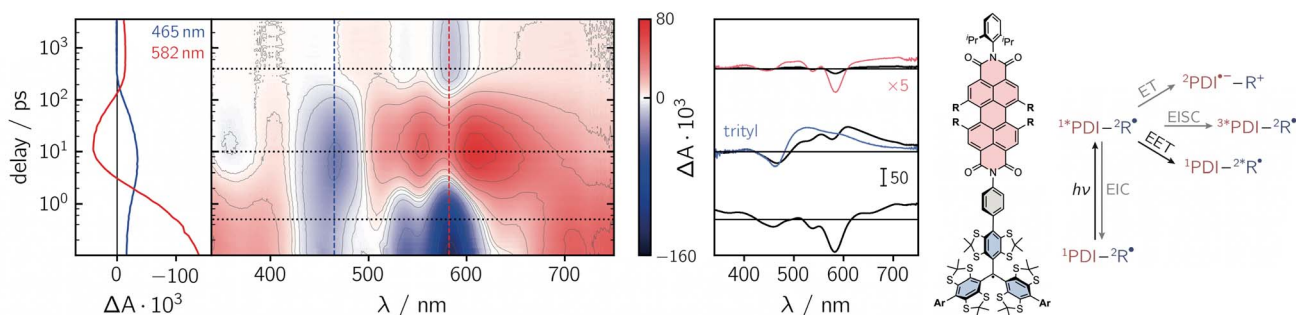 465 nm
582 nm
delay / ps
10³
10²
10¹
10⁰
0
−100
ΔA · 10³
400
500
600
700
λ / nm
80
0
−160
ΔA · 10³
×5
trityl
50
400
500
600
700
λ / nm
iPr
iPr
O
N
O
R
R
R
R
O
N
O
S
S
S
S
S
S
S
S
S
S
S
S
Ar
Ar
¹*PDI–²R•
ET
²PDI•−–R⁺
EISC
³*PDI–²R•
EET
¹PDI–²*R•
hν
EIC
¹PDI–²R•